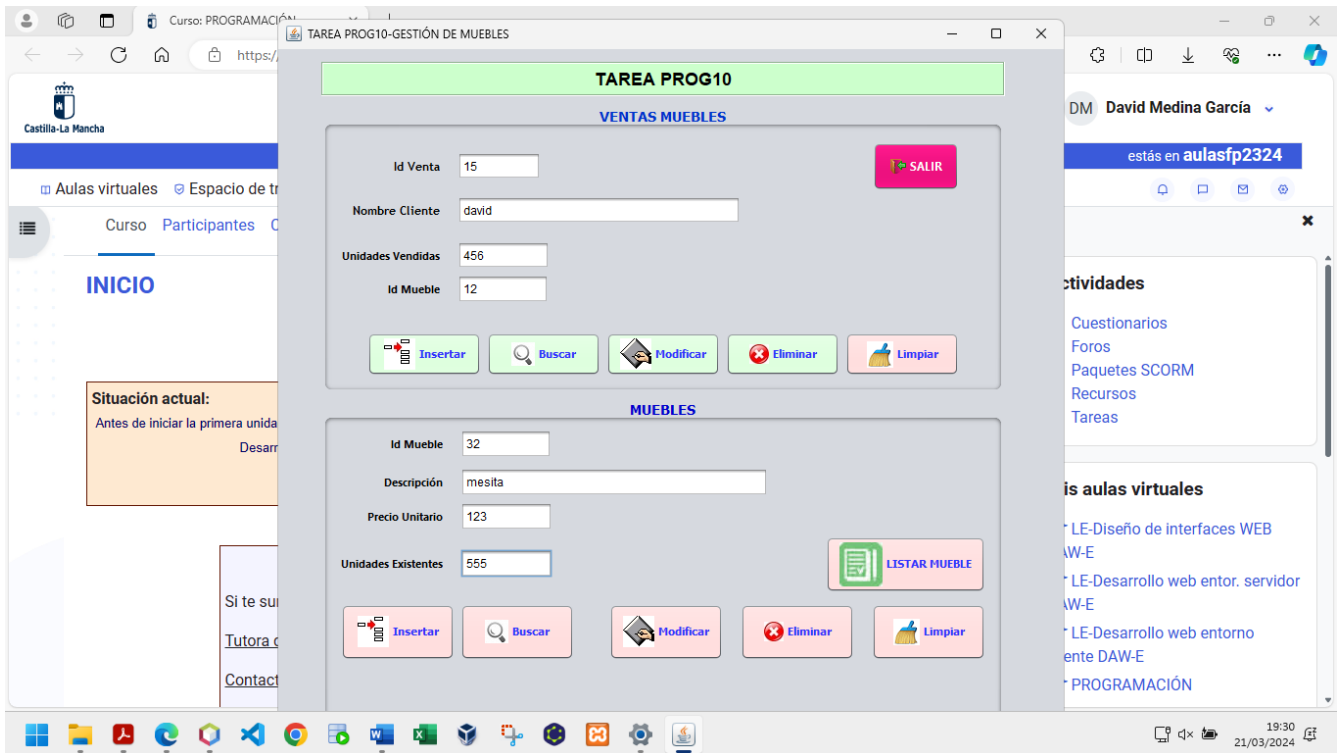 Curso: PROGRAMACIÓN
TAREA PROG10-GESTIÓN DE MUEBLES
https:/
TAREA PROG10
Castilla-La Mancha
DM David Medina García
VENTAS MUEBLES
estás en aulasfp2324
Id Venta 15
SALIR
Aulas virtuales Espacio de tr
Nombre Cliente david
Curso Participantes C
Unidades Vendidas 456
INICIO
Id Mueble 12
ctividades
Cuestionarios
Foros
Paquetes SCORM
Recursos
Tareas
Insertar Buscar Modificar Eliminar Limpiar
Situación actual:
Antes de iniciar la primera unida
Desarr
MUEBLES
Id Mueble 32
Descripción mesita
Precio Unitario 123
Unidades Existentes 555
LISTAR MUEBLE
Insertar Buscar Modificar Eliminar Limpiar
is aulas virtuales
LE-Diseño de interfaces WEB
AW-E
LE-Desarrollo web entor. servidor
AW-E
LE-Desarrollo web entorno
ente DAW-E
PROGRAMACIÓN
Si te sur
Tutora d
Contact
19:30
21/03/2024